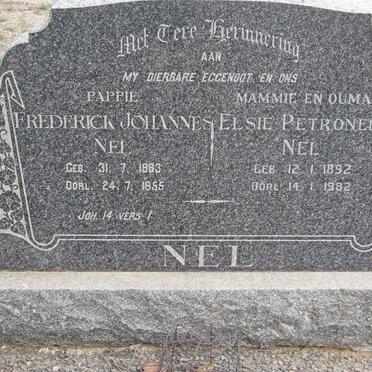 Met Tere Herinnering
AAN
MY DIERBARE EGGENOOT EN ONS
PAPPIE MAMMIE EN OUMA
FREDERICK JOHANNES ELSIE PETRONEL
NEL NEL
GEB. 31. 7. 1883 GEB. 12. 1. 1892
OORL. 24. 7. 1955 OORL. 14. 1. 1982
JOH. 14 VERS 1
NEL